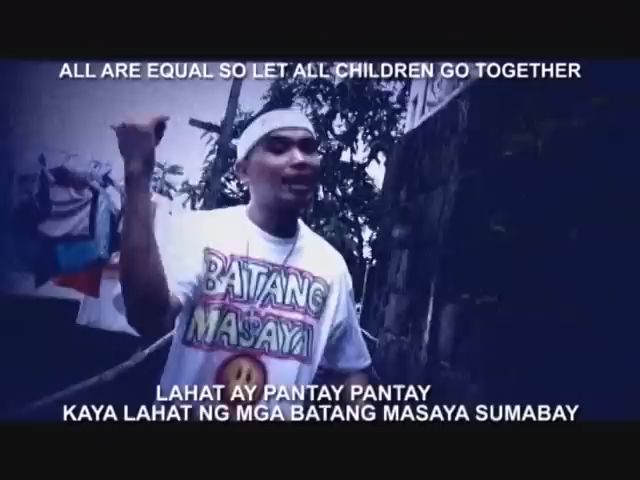 ALL ARE EQUAL SO LET ALL CHILDREN GO TOGETHER
BATANG
MASAYA
LAHAT AY PANTAY PANTAY
KAYA LAHAT NG MGA BATANG MASAYA SUMABAY